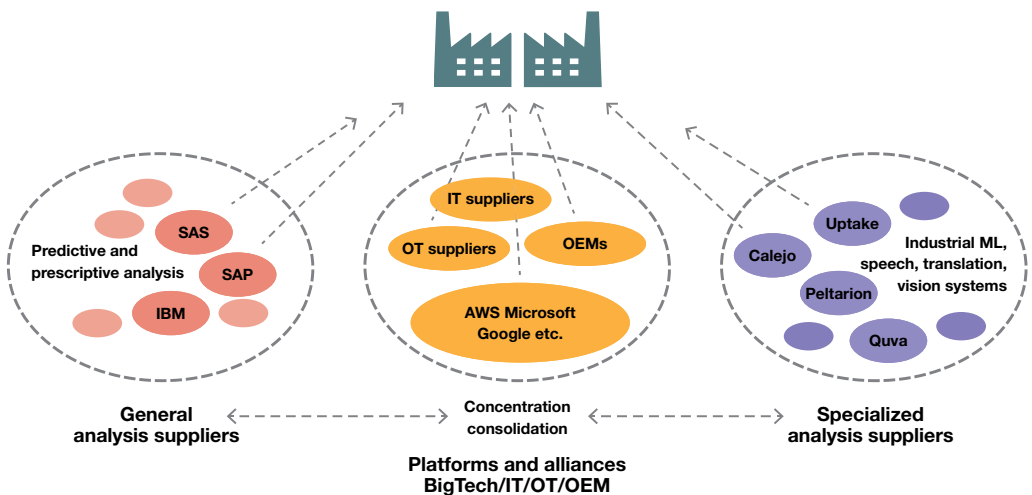 SAS
Predictive and
prescriptive analysis
SAP
IBM
IT suppliers
OT suppliers
OEMs
AWS Microsoft
Google etc.
Uptake
Calejo
Industrial ML,
speech, translation,
vision systems
Peltarion
Quva
General
analysis suppliers
Concentration
consolidation
Platforms and alliances
BigTech/IT/OT/OEM
Specialized
analysis suppliers